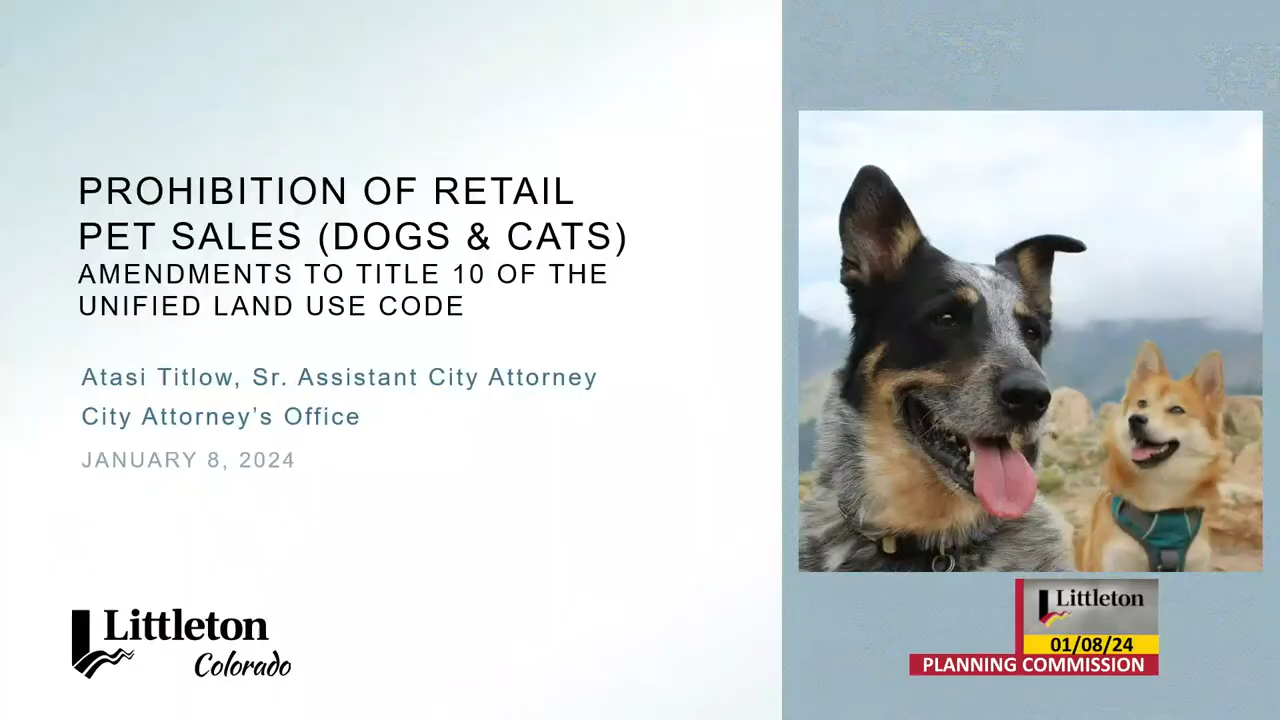 PROHIBITION OF RETAIL
PET SALES (DOGS & CATS)
AMENDMENTS TO TITLE 10 OF THE
UNIFIED LAND USE CODE
Atasi Titlow, Sr. Assistant City Attorney
City Attorney’s Office
JANUARY 8, 2024
Littleton
Colorado
Littleton
01/08/24
PLANNING COMMISSION